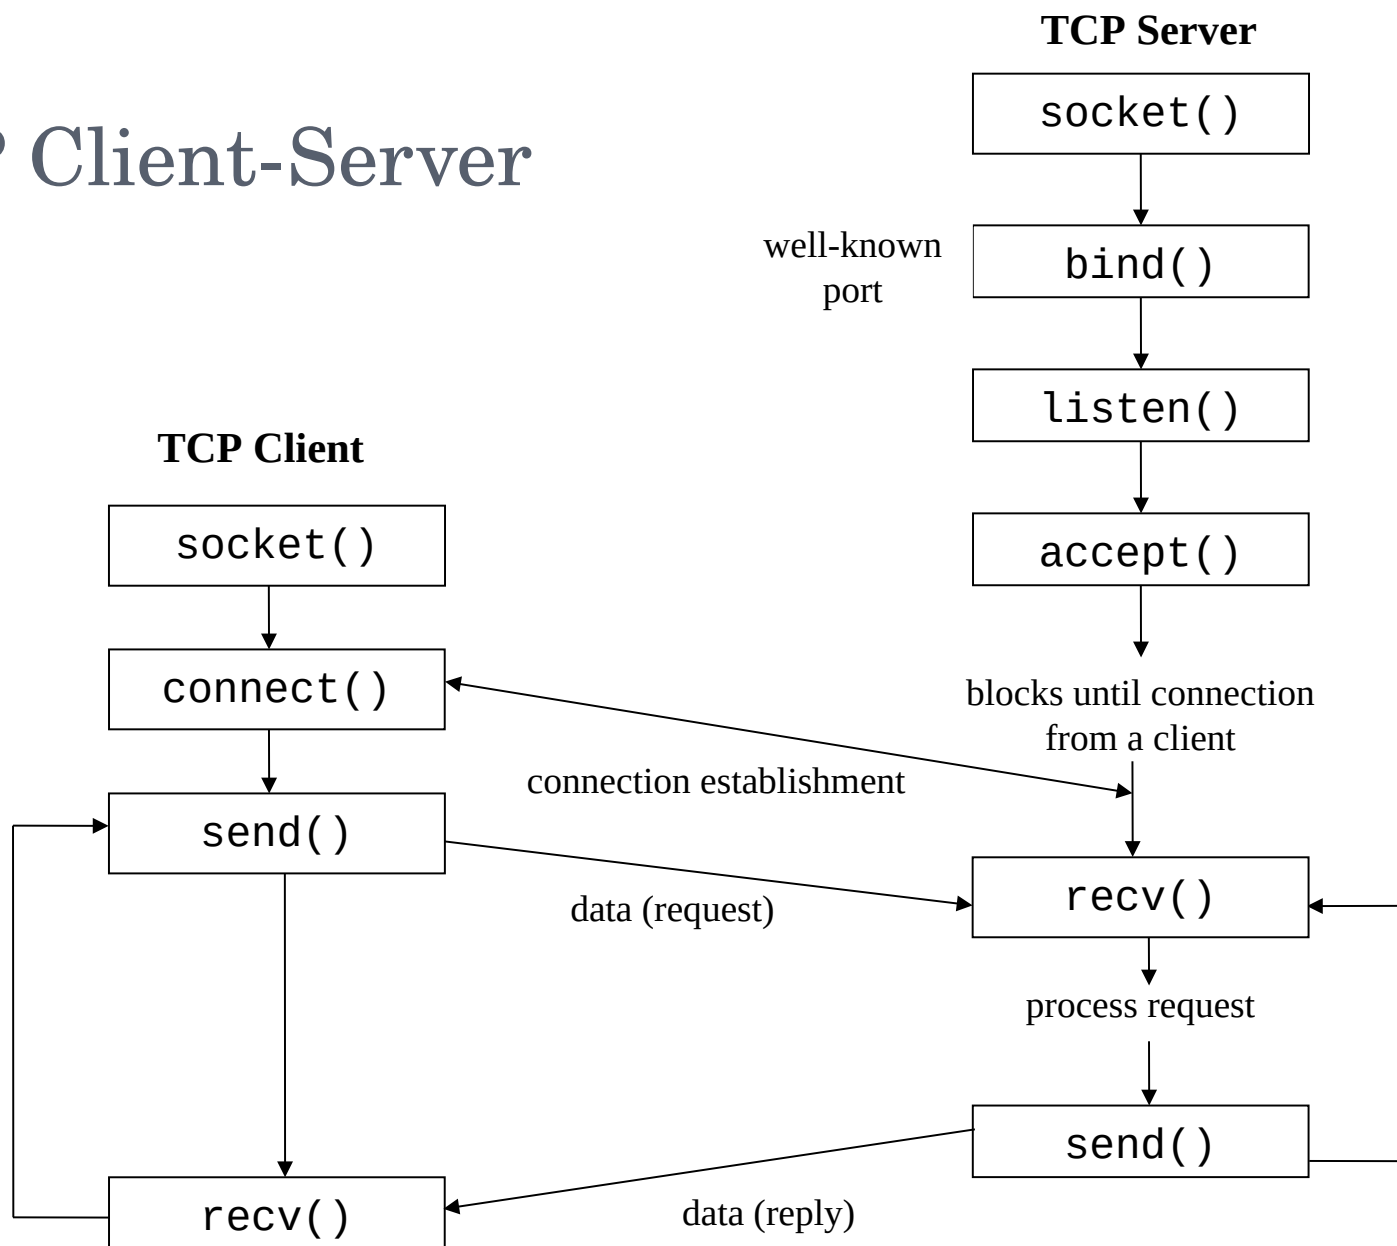 TCP Server
Client-Server
socket()
well-known
port
bind()
listen()
accept()
TCP Client
socket()
connect()
send()
blocks until connection
from a client
connection establishment
data (request)
recv()
process request
send()
data (reply)
recv()